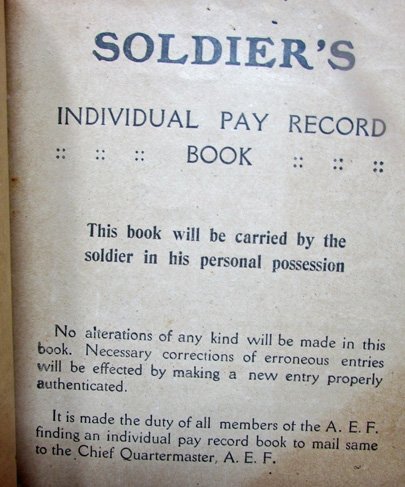 SOLDIER'S
INDIVIDUAL PAY RECORD
:: :: :: BOOK :: :: ::
This book will be carried by the
soldier in his personal possession
No alterations of any kind will be made in this
book. Necessary corrections of erroneous entries
will be effected by making a new entry properly
authenticated.
It is made the duty of all members of the A. E. F.
finding an individual pay record book to mail same
to the Chief Quartermaster, A. E. F.